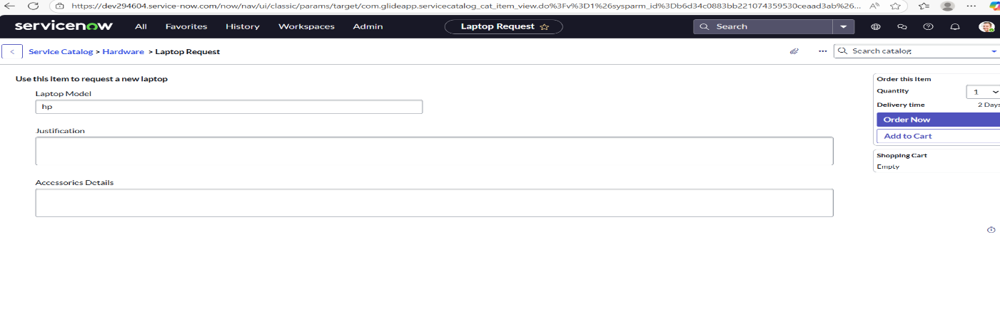 https://dev294604.service-now.com/now/nav/ui/classic/params/target/com.glideapp.servicecatalog_cat_item_view.do%3Fv%3D1%26sysparm_id%3Db6d34c0883bb221074359530ceaad3ab%26...
servicenow All Favorites History Workspaces Admin Laptop Request Search
< Service Catalog > Hardware > Laptop Request Search catalog
Use this item to request a new laptop
Laptop Model
hp
Justification
Accessories Details
Order this Item
Quantity 1
Delivery time 2 Days
Order Now
Add to Cart
Shopping Cart
Empty